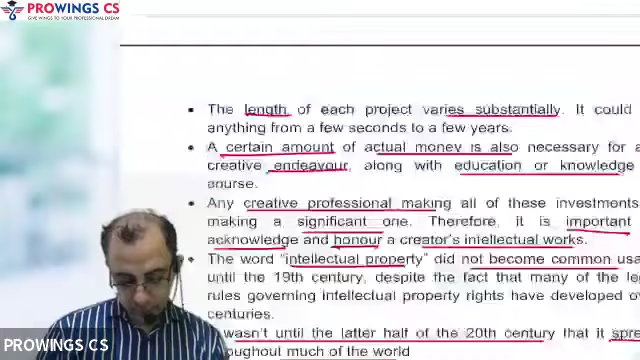 PROWINGS CS
GIVE WINGS TO YOUR PROFESSIONAL DREAM
The length of each project varies substantially. It could
anything from a few seconds to a few years.
A certain amount of actual money is also necessary for a
creative endeavour, along with education or knowledge
course.
Any creative professional making all of these investments
making a significant one. Therefore, it is important
acknowledge and honour a creator's intellectual works.
The word "intellectual property" did not become common
until the 19th century, despite the fact that many of the
rules governing intellectual property rights have developed
centuries.
wasn't until the latter half of the 20th century that it
throughout much of the world
PROWINGS CS